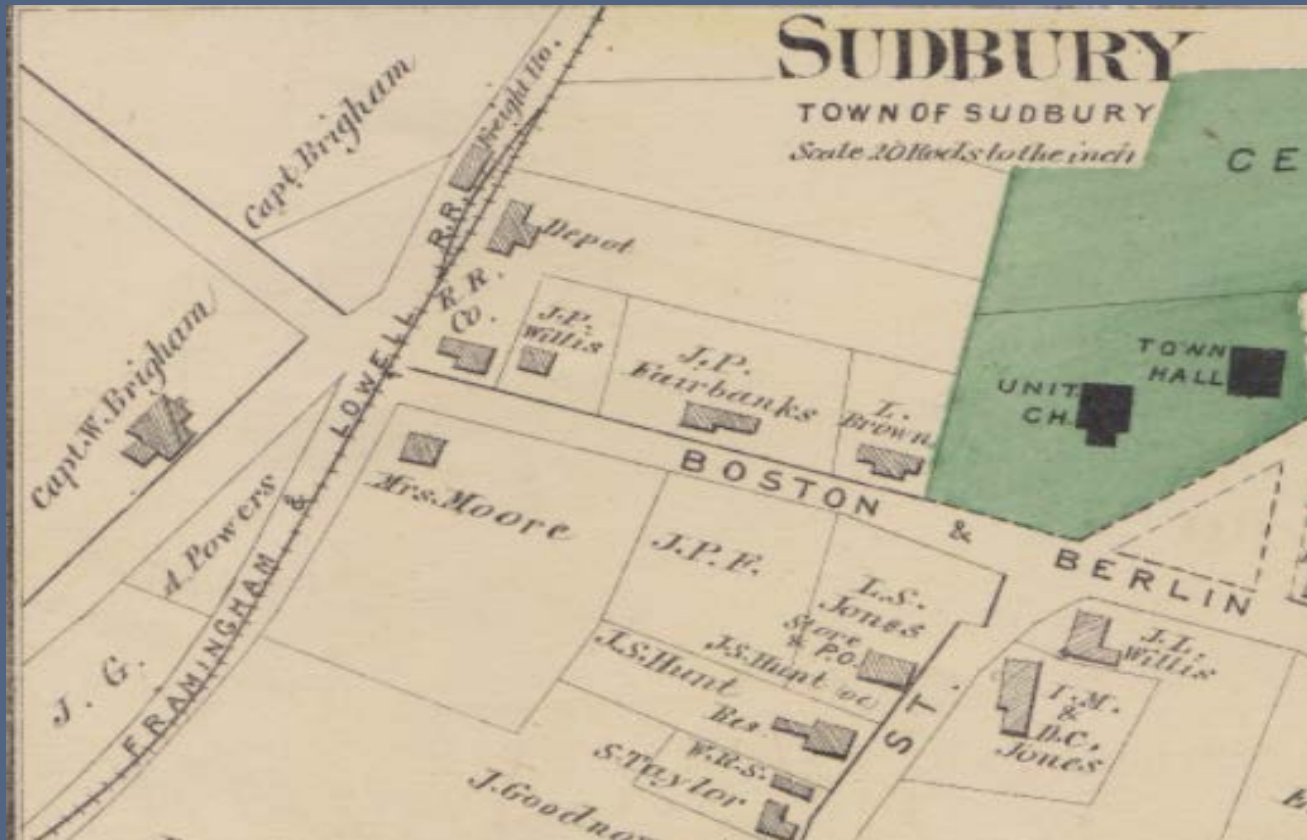 SUDBURY
TOWN OF SUDBURY
Scale 20 Rods to the inch
CE
Capt. Brigham
Freight Ho.
Depot
R.R.
Co.
J.P.
Willis
J.P.
Fairbanks
L.
Brown
UNIT.
CH.
TOWN
HALL
Capt. W. Brigham
Mrs. Moore
A Powers
J. G.
FRAMINGHAM & LOWELL R.R.
BOSTON & BERLIN
ST.
J.P.F.
L.S.
Jones
Store
& P.O.
J.S. Hunt
J.S. Hunt
Res.
W.R.S.
S. Taylor
J. Goodnow
J.L.
Willis
&
D.C.
Jones